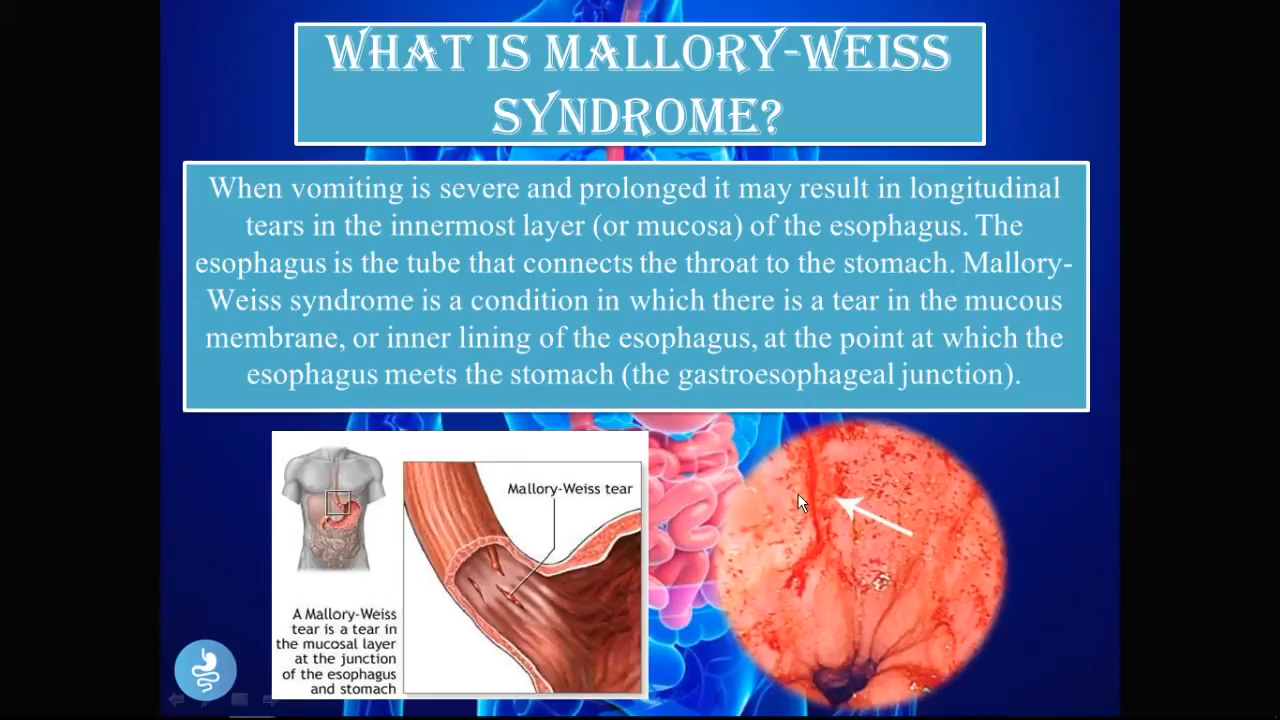 WHAT IS MALLORY-WEISS
SYNDROME?
When vomiting is severe and prolonged it may result in longitudinal
tears in the innermost layer (or mucosa) of the esophagus. The
esophagus is the tube that connects the throat to the stomach. Mallory-
Weiss syndrome is a condition in which there is a tear in the mucous
membrane, or inner lining of the esophagus, at the point at which the
esophagus meets the stomach (the gastroesophageal junction).
Mallory-Weiss tear
A Mallory-Weiss
tear is a tear in
the mucosal layer
at the junction
of the esophagus
and stomach